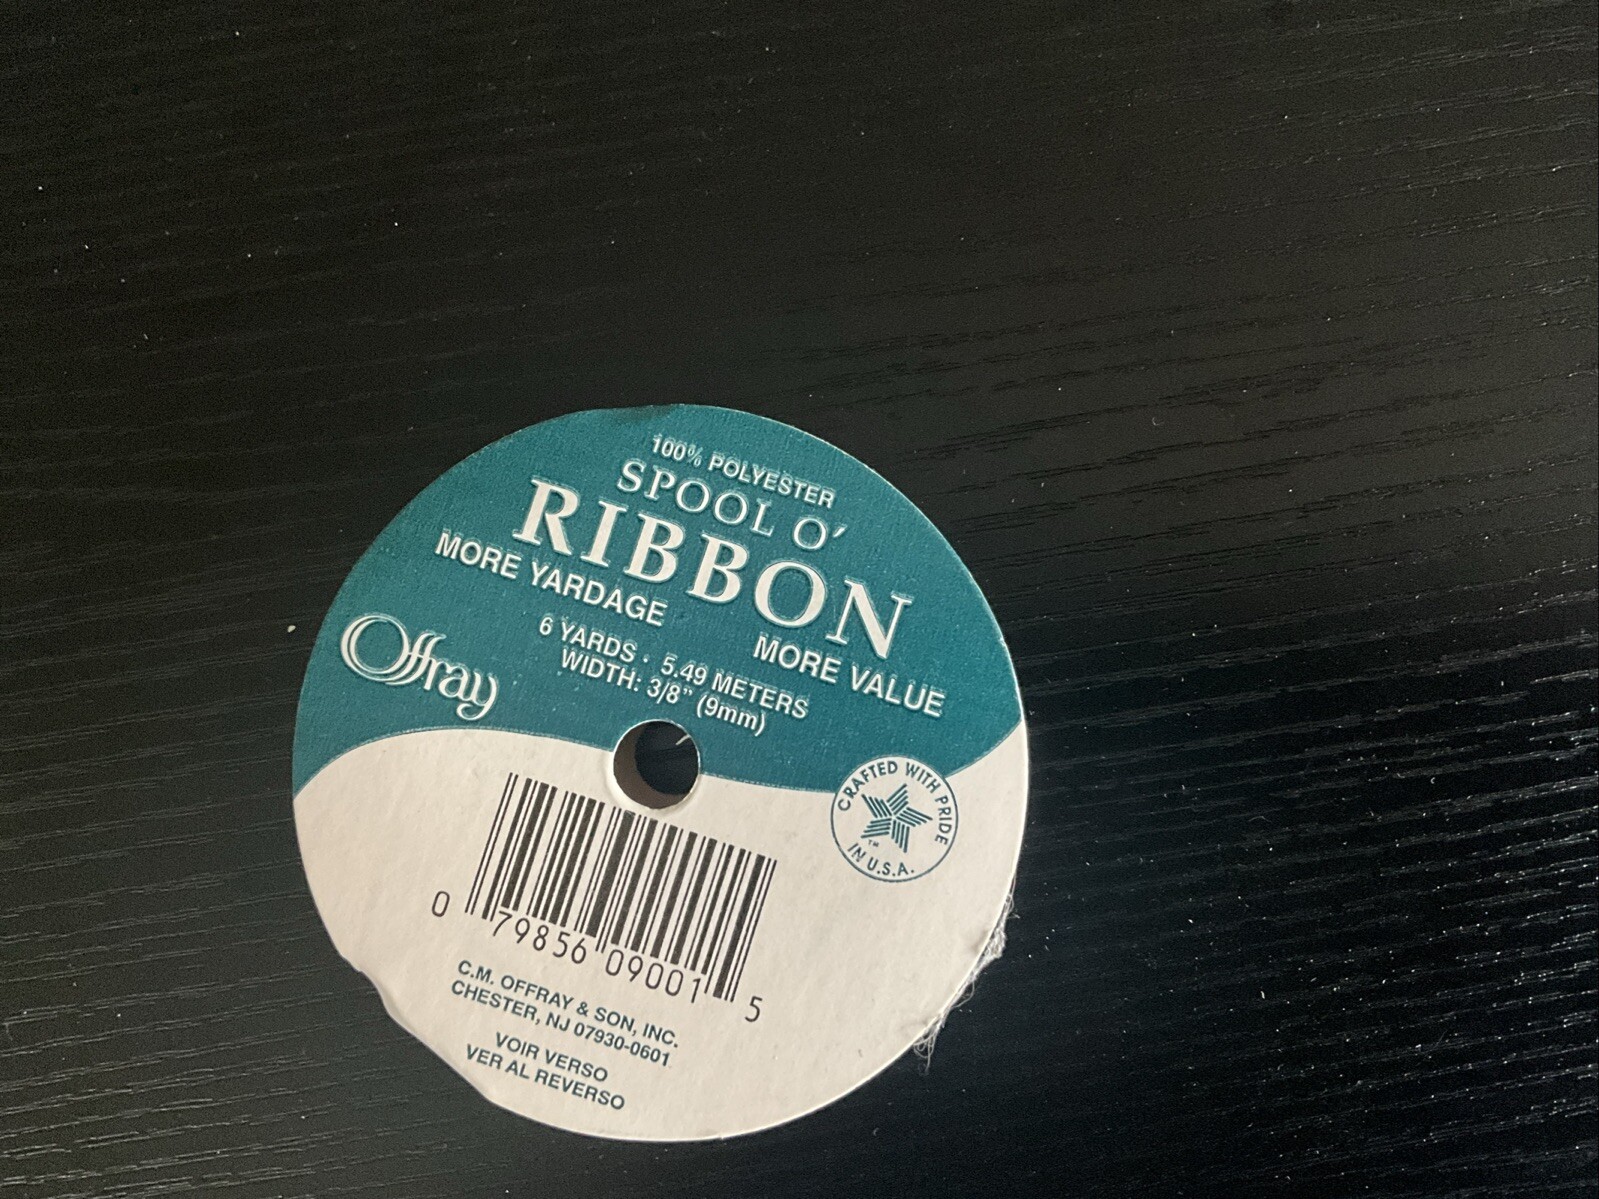 100% POLYESTER
SPOOL O'
RIBBON
MORE YARDAGE
MORE VALUE
6 YARDS · 5.49 METERS
WIDTH: 3/8" (9mm)
Offray
CRAFTED WITH PRIDE
IN U.S.A.
™
0 79856 09001 5
C.M. OFFRAY & SON, INC.
CHESTER, NJ 07930-0601
VOIR VERSO
VER AL REVERSO